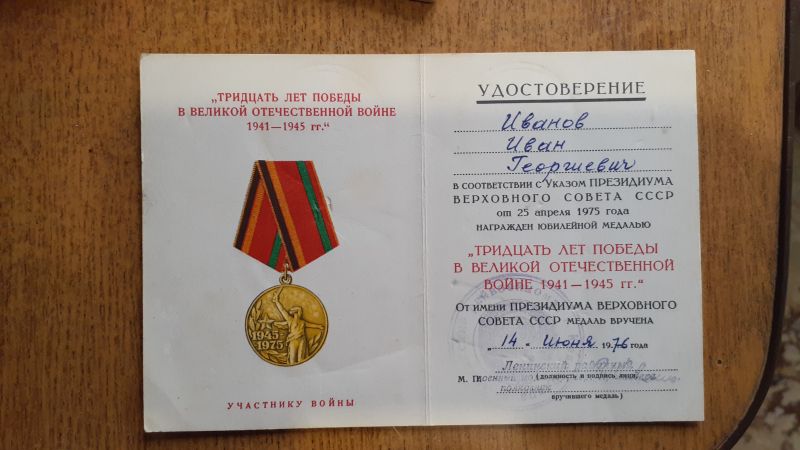 „ТРИДЦАТЬ ЛЕТ ПОБЕДЫ
В ВЕЛИКОЙ ОТЕЧЕСТВЕННОЙ ВОЙНЕ
1941—1945 гг.“
1945
1975
УЧАСТНИКУ ВОЙНЫ
УДОСТОВЕРЕНИЕ
Иванов
Иван
Георгиевич
В СООТВЕТСТВИИ С УКАЗОМ ПРЕЗИДИУМА
ВЕРХОВНОГО СОВЕТА СССР
от 25 апреля 1975 года
НАГРАЖДЕН ЮБИЛЕЙНОЙ МЕДАЛЬЮ
„ТРИДЦАТЬ ЛЕТ ПОБЕДЫ
В ВЕЛИКОЙ ОТЕЧЕСТВЕННОЙ
ВОЙНЕ 1941—1945 гг.“
От имени ПРЕЗИДИУМА ВЕРХОВНОГО
СОВЕТА СССР МЕДАЛЬ ВРУЧЕНА
„14 “ Июня 1976 года
Ленинский
М. П. (должность и подпись лица,
вручившего медаль)